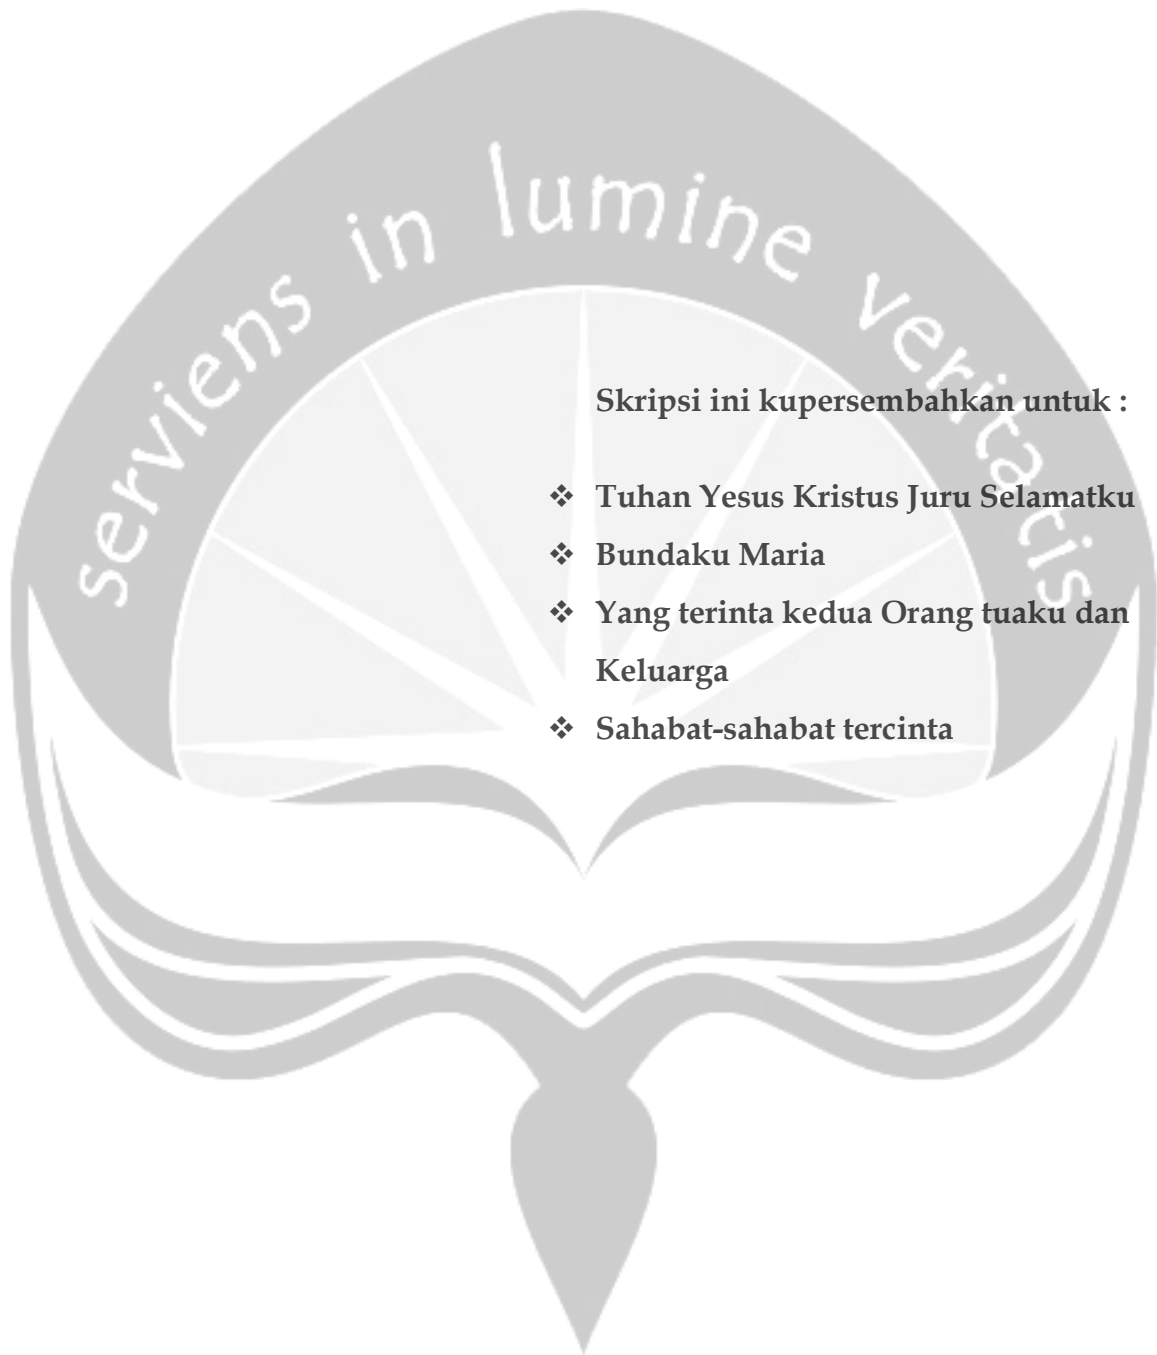 serviens in lumine veritatis
Skripsi ini kupersembahkan untuk :
❖ Tuhan Yesus Kristus Juru Selamatku
❖ Bundaku Maria
❖ Yang terinta kedua Orang tuaku dan
Keluarga
❖ Sahabat-sahabat tercinta